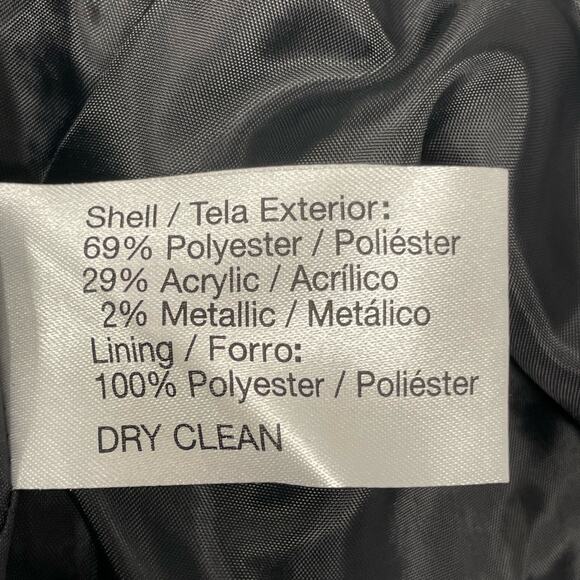 Shell / Tela Exterior:
69% Polyester / Poliéster
29% Acrylic / Acrílico
2% Metallic / Metálico
Lining / Forro:
100% Polyester / Poliéster
DRY CLEAN